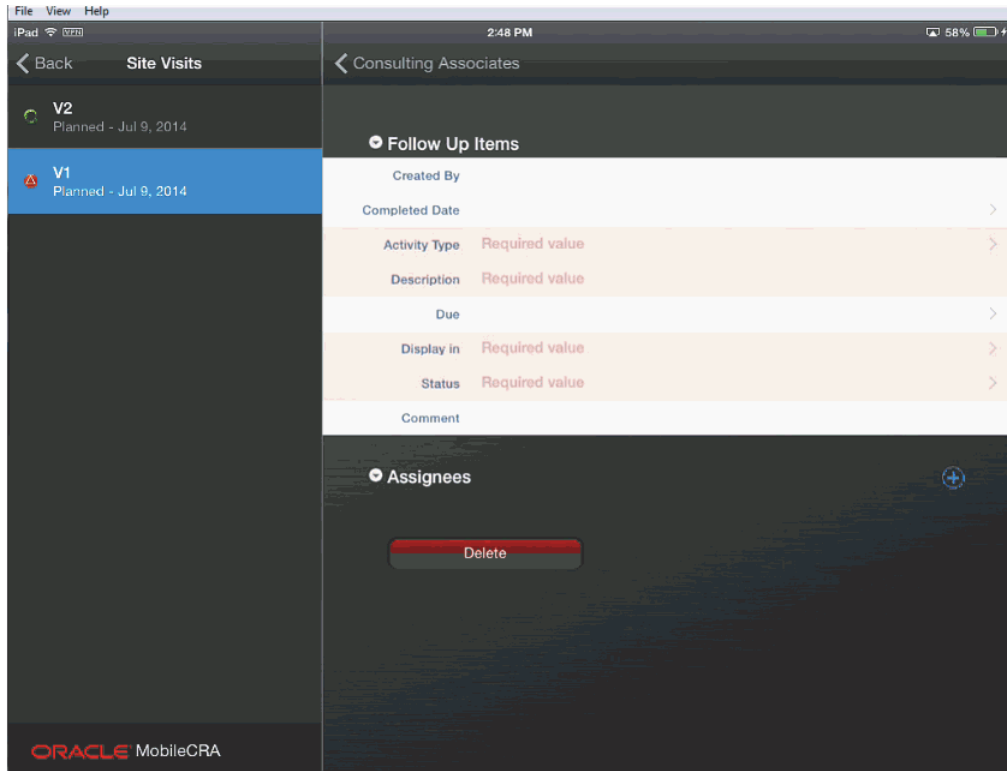 File View Help
iPad VPN 2:48 PM 58%
Back Site Visits Consulting Associates
V2
Planned - Jul 9, 2014
V1
Planned - Jul 9, 2014
Follow Up Items
Created By
Completed Date
Activity Type Required value
Description Required value
Due
Display in Required value
Status Required value
Comment
Assignees
Delete
ORACLE MobileCRA